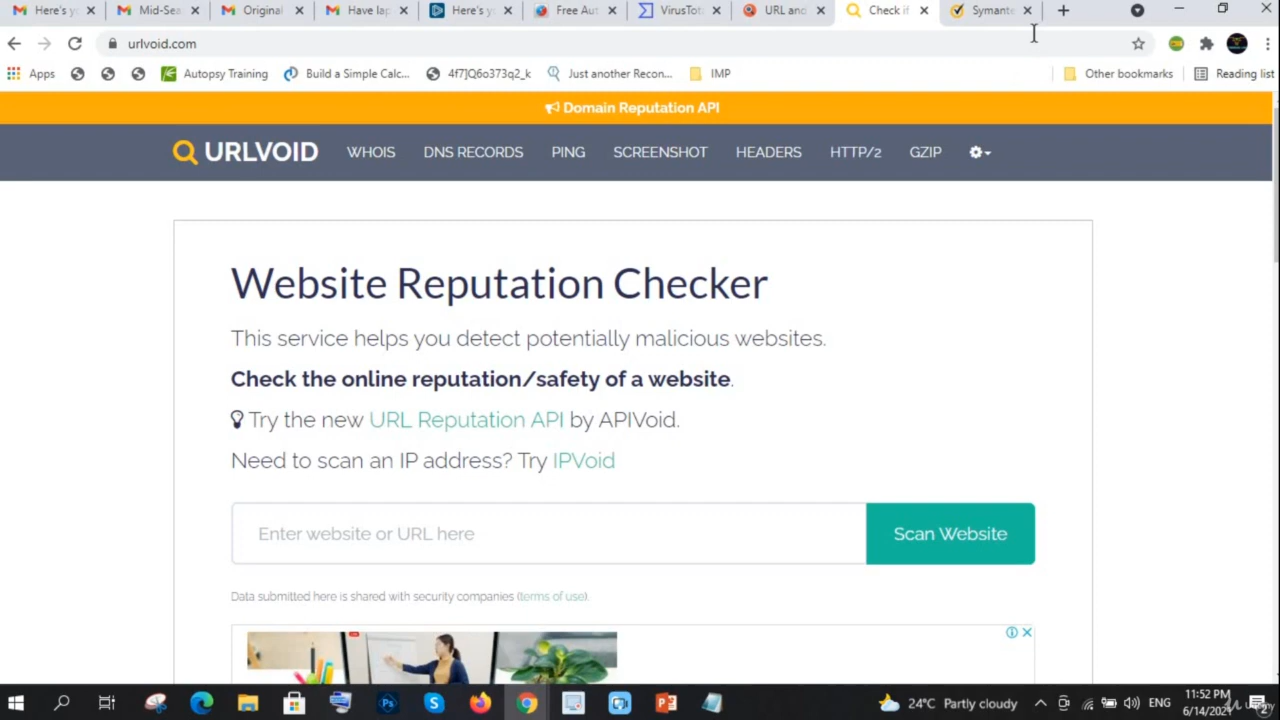 Here's y
Mid-Sea
Original
Have lap
Here's y
Free Aut
VirusTot
URL and
Check if
Symante
urlvoid.com
Apps
Autopsy Training
Build a Simple Calc...
4f7]Q6o373q2_k
Just another Recon...
IMP
Other bookmarks
Reading list
Domain Reputation API
URLVOID
WHOIS
DNS RECORDS
PING
SCREENSHOT
HEADERS
HTTP/2
GZIP
Website Reputation Checker
This service helps you detect potentially malicious websites.
Check the online reputation/safety of a website.
Try the new URL Reputation API by APIVoid.
Need to scan an IP address? Try IPVoid
Enter website or URL here
Scan Website
Data submitted here is shared with security companies (terms of use).
24°C Partly cloudy
ENG
11:52 PM
6/14/2021